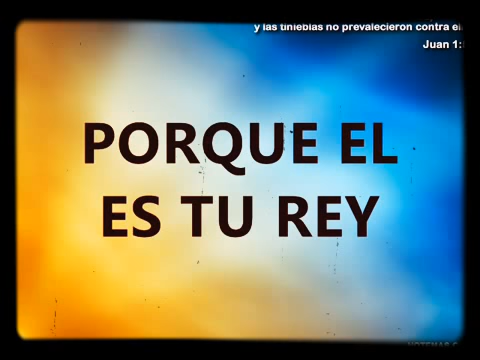 y las tinieblas no prevalecieron contra
Juan 1:
PORQUE EL
ES TU REY